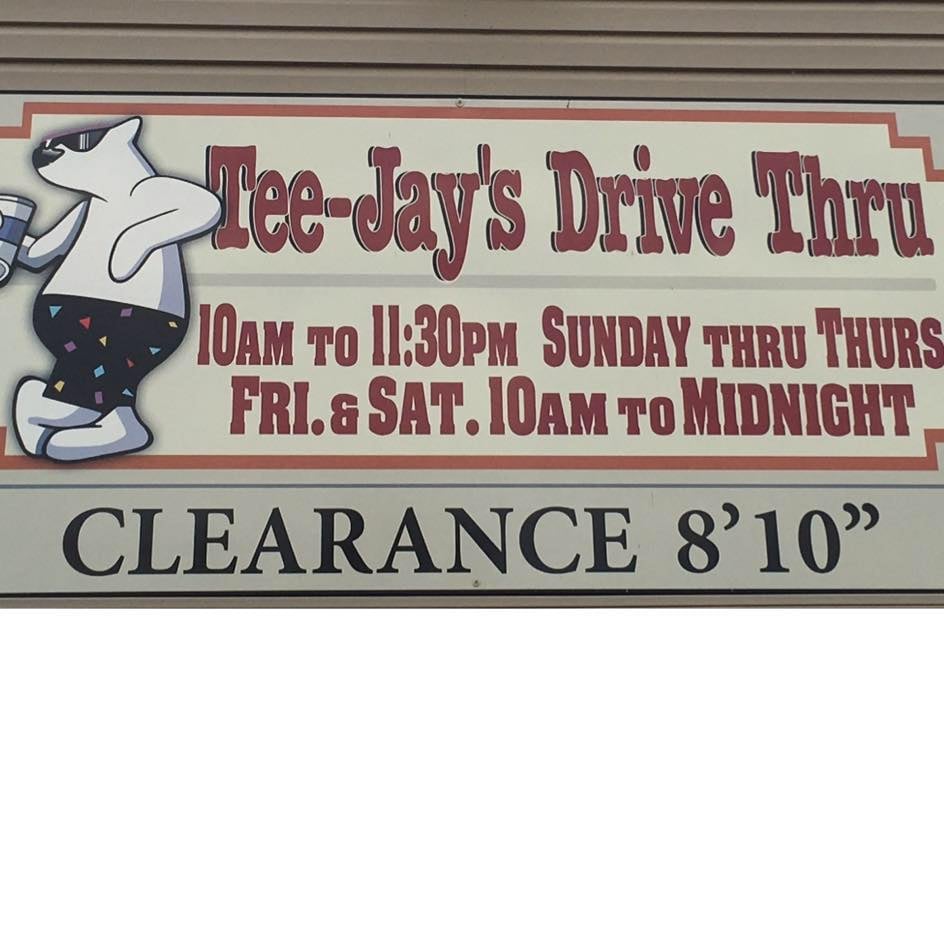 Tee-Jay's Drive Thru
10AM TO 11:30PM SUNDAY THRU THURS
FRI. & SAT. 10AM TO MIDNIGHT
CLEARANCE 8’10”